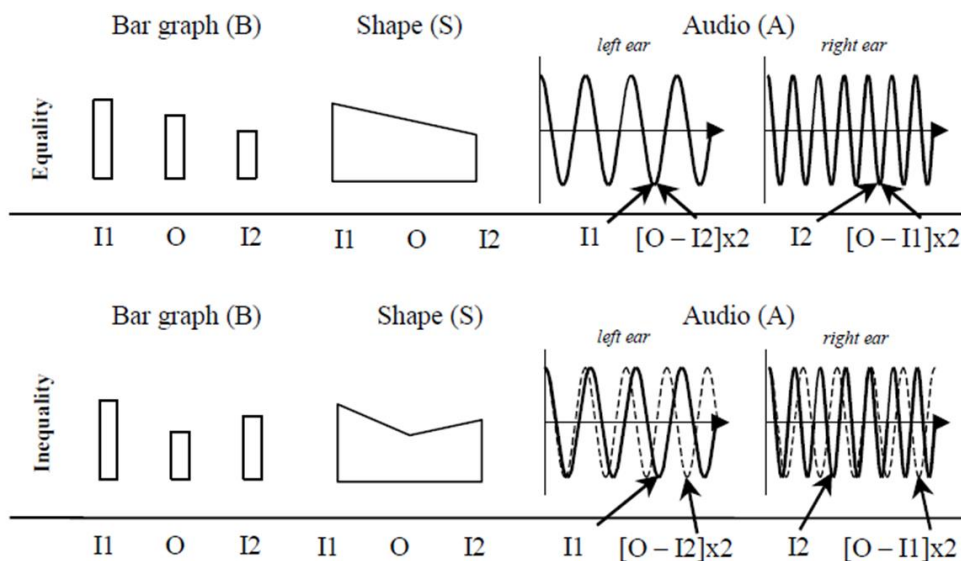 Bar graph (B) Shape (S) Audio (A)
left ear right ear
Equality
I1 O I2 I1 O I2 I1 [O – I2]x2 I2 [O – I1]x2
Bar graph (B) Shape (S) Audio (A)
left ear right ear
Inequality
I1 O I2 I1 O I2 I1 [O – I2]x2 I2 [O – I1]x2